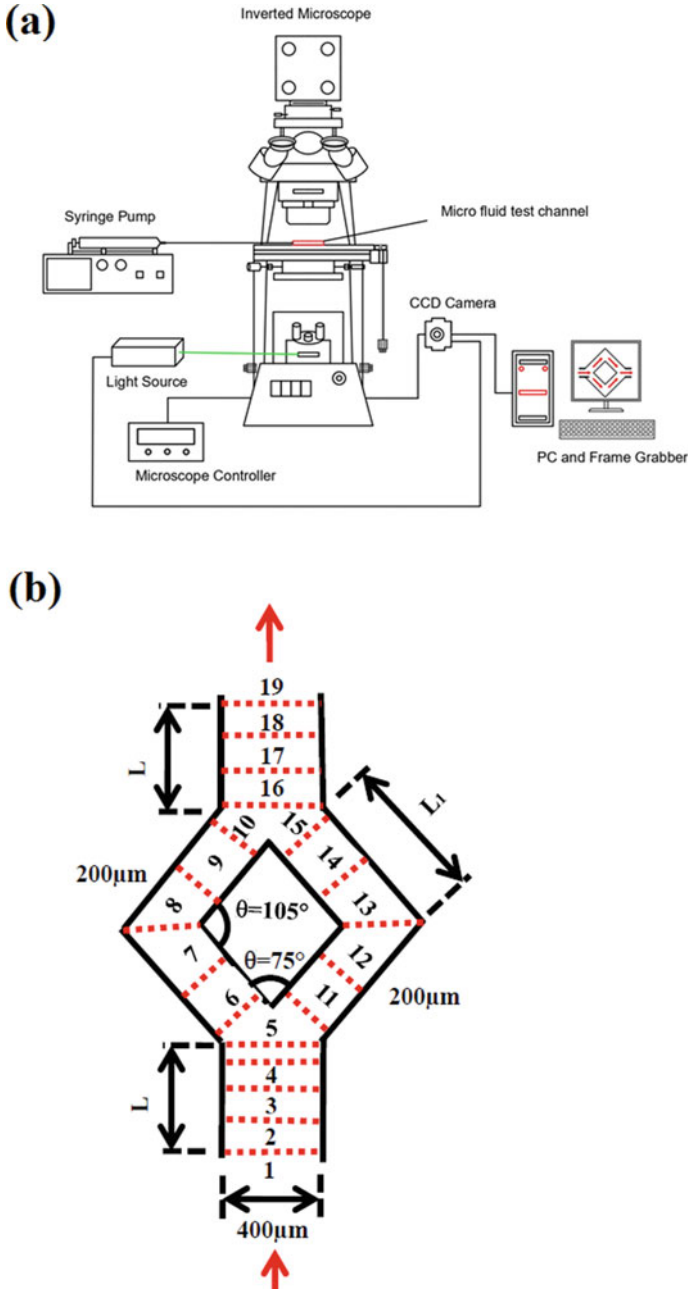 (a)
Inverted Microscope
Syringe Pump
Micro fluid test channel
CCD Camera
Light Source
Microscope Controller
PC and Frame Grabber
(b)
19
18
17
16
L
L₁
15
10
14
9
200µm
8
13
θ=105°
θ=75°
7
12
6
11
200µm
5
4
3
2
1
L
400µm